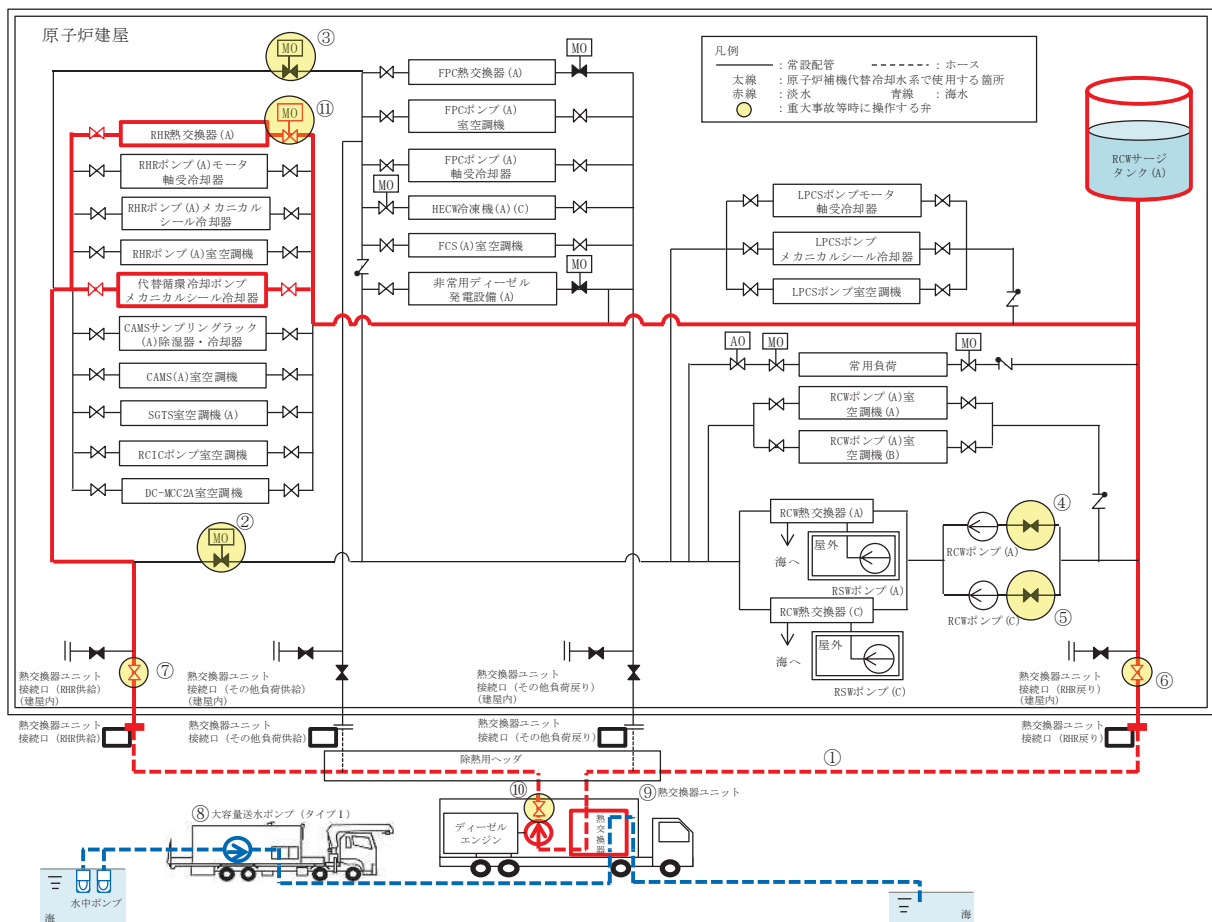 原子炉建屋
③
MO
⑪
MO
RHR熱交換器(A)
RHRポンプ(A)モータ
軸受冷却器
RHRポンプ(A)メカニカル
シール冷却器
RHRポンプ(A)室空調機
代替循環冷却ポンプ
メカニカルシール冷却器
CAMSサンプリングラック
(A)除湿器・冷却器
CAMS(A)室空調機
SGTS室空調機(A)
RCICポンプ室空調機
DC-MCC2A室空調機
②
MO
MO
FPC熱交換器(A)
FPCポンプ(A)
室空調機
FPCポンプ(A)
軸受冷却器
MO
HECW冷凍機(A)(C)
FCS(A)室空調機
MO
非常用ディーゼル
発電設備(A)
凡例
：常設配管
：ホース
太線　：原子炉補機代替冷却水系で使用する箇所
赤線　：淡水　青線　：海水
：重大事故等時に操作する弁
RCWサージ
タンク(A)
LPCSポンプモータ
軸受冷却器
LPCSポンプ
メカニカルシール冷却器
LPCSポンプ室空調機
AO
MO
MO
常用負荷
RCWポンプ(A)室
空調機(A)
RCWポンプ(A)室
空調機(B)
RCW熱交換器(A)
屋外
海へ
RSWポンプ(A)
RCW熱交換器(C)
屋外
海へ
RSWポンプ(C)
④
RCWポンプ(A)
RCWポンプ(C)
⑤
⑦
熱交換器ユニット
接続口（RHR供給）
(建屋内)
熱交換器ユニット
接続口（その他負荷供給）
(建屋内)
熱交換器ユニット
接続口（その他負荷戻り）
(建屋内)
熱交換器ユニット
接続口（RHR戻り）
(建屋内)
⑥
熱交換器ユニット
接続口（RHR供給）
熱交換器ユニット
接続口（その他負荷供給）
熱交換器ユニット
接続口（その他負荷戻り）
熱交換器ユニット
接続口（RHR戻り）
除熱用ヘッダ
①
⑧大容量送水ポンプ（タイプⅠ）
⑩
⑨熱交換器ユニット
ディーゼル
エンジン
熱交換器
水中ポンプ
海
海